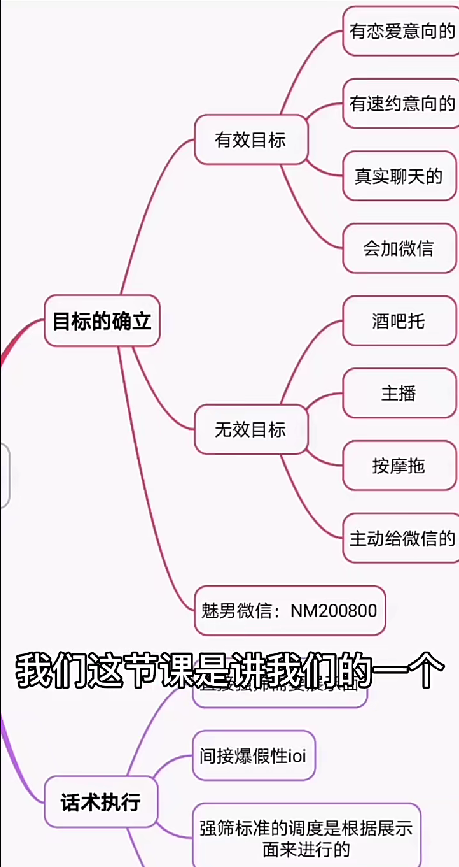 有恋爱意向的
有速约意向的
有效目标
真实聊天的
会加微信
目标的确立
酒吧托
主播
无效目标
按摩拖
主动给微信的
魅男微信：NM200800
我们这节课是讲我们的一个
间接爆假性ioi
话术执行
强筛标准的调度是根据展示
面来进行的